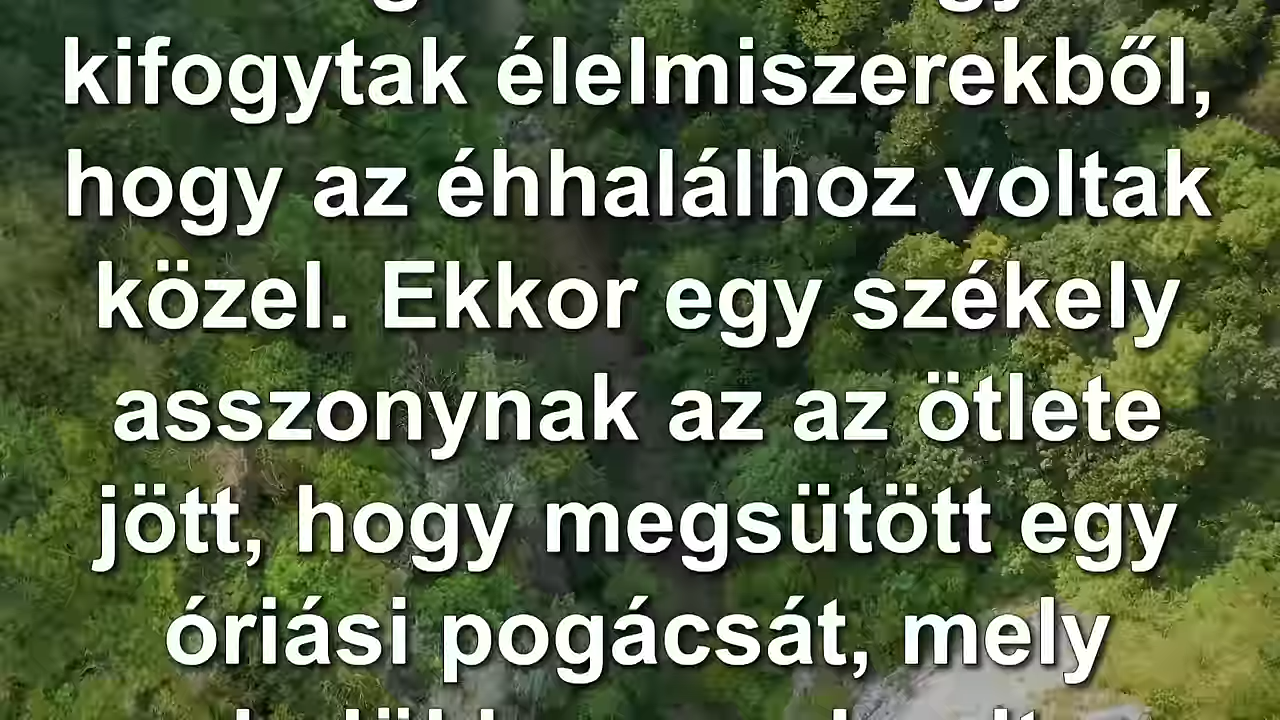 kifogytak élelmiszerekből,
hogy az éhhalálhoz voltak
közel. Ekkor egy székely
asszonynak az az ötlete
jött, hogy megsütött egy
óriási pogácsát, mely